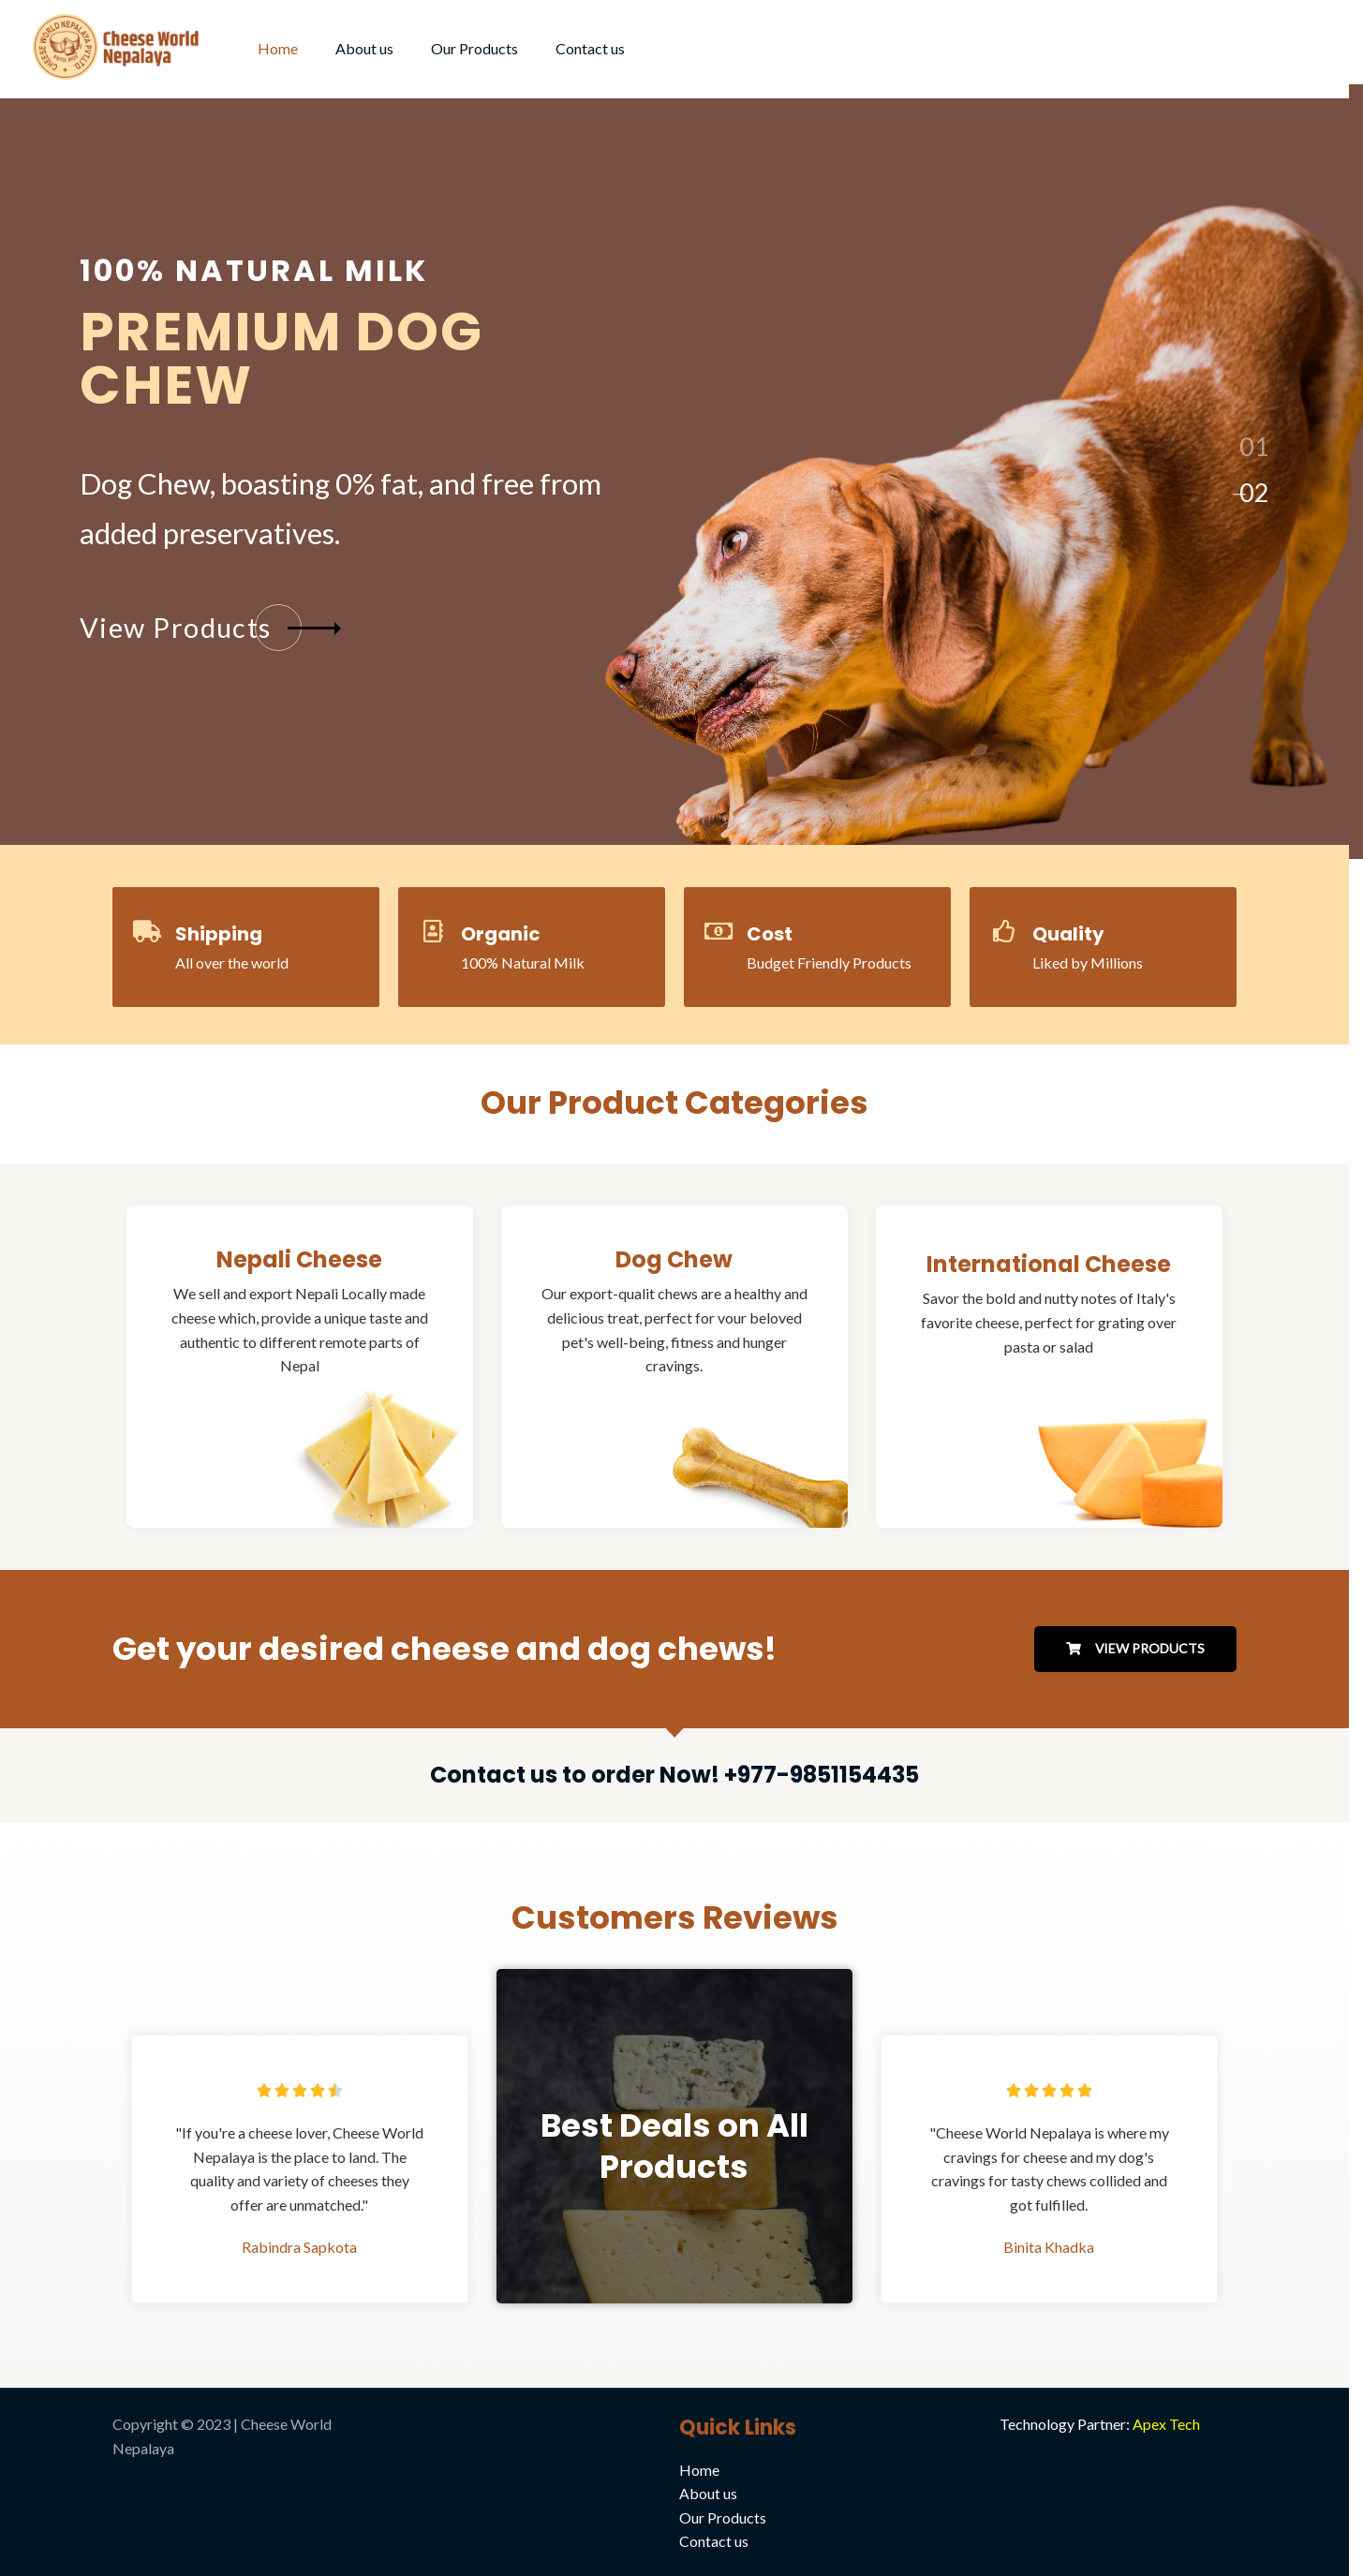 CHEESE WORLD NEPALAYA PVT.LTD.
Cheese World
Nepalaya
Home
About us
Our Products
Contact us
100% NATURAL MILK
PREMIUM DOG
CHEW
Dog Chew, boasting 0% fat, and free from
added preservatives.
View Products
01
02
Shipping
All over the world
Organic
100% Natural Milk
Cost
Budget Friendly Products
Quality
Liked by Millions
Our Product Categories
Nepali Cheese
We sell and export Nepali Locally made
cheese which, provide a unique taste and
authentic to different remote parts of
Nepal
Dog Chew
Our export-qualit chews are a healthy and
delicious treat, perfect for vour beloved
pet's well-being, fitness and hunger
cravings.
International Cheese
Savor the bold and nutty notes of Italy's
favorite cheese, perfect for grating over
pasta or salad
Get your desired cheese and dog chews!
VIEW PRODUCTS
Contact us to order Now! +977-9851154435
Customers Reviews
"If you're a cheese lover, Cheese World
Nepalaya is the place to land. The
quality and variety of cheeses they
offer are unmatched."
Rabindra Sapkota
Best Deals on All
Products
"Cheese World Nepalaya is where my
cravings for cheese and my dog's
cravings for tasty chews collided and
got fulfilled.
Binita Khadka
Copyright © 2023 | Cheese World
Nepalaya
Quick Links
Home
About us
Our Products
Contact us
Technology Partner: Apex Tech